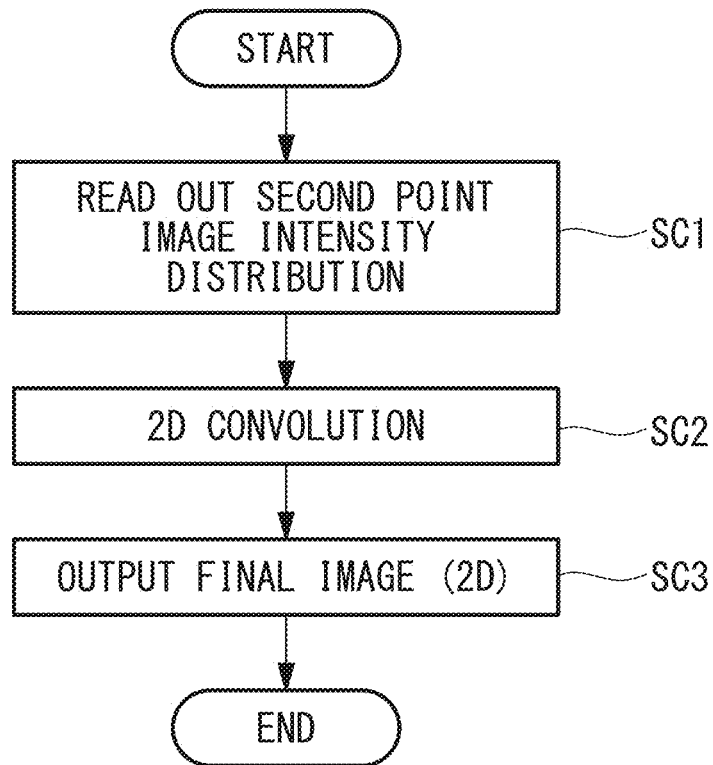 START
READ OUT SECOND POINT
IMAGE INTENSITY
DISTRIBUTION
SC1
2D CONVOLUTION
SC2
OUTPUT FINAL IMAGE (2D)
SC3
END